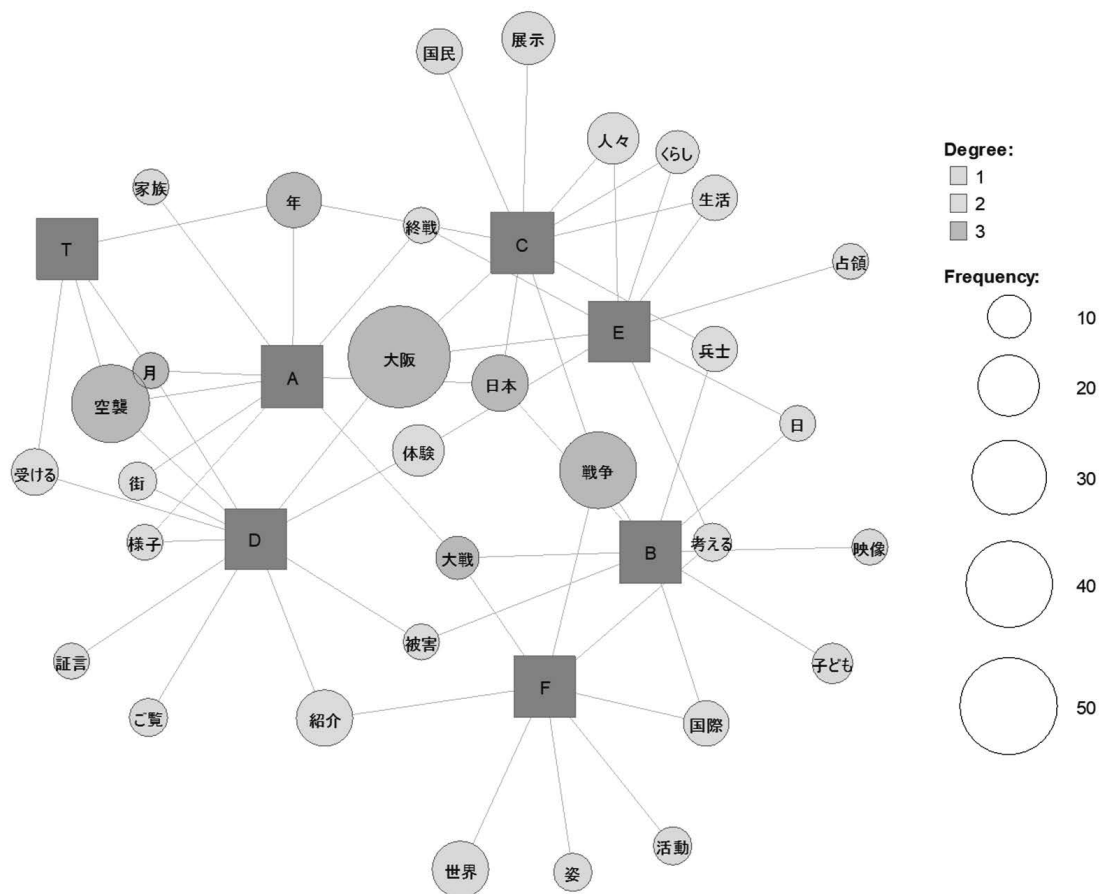 国民
展示
人々
くらし
生活
家族
年
終戦
T
C
占領
E
兵士
大阪
月
A
日本
空襲
日
体験
受ける
街
戦争
様子
D
大戦
B
考える
映像
被害
証言
子ども
ご覧
紹介
F
国際
活動
世界
姿
Degree:
1
2
3
Frequency:
10
20
30
40
50